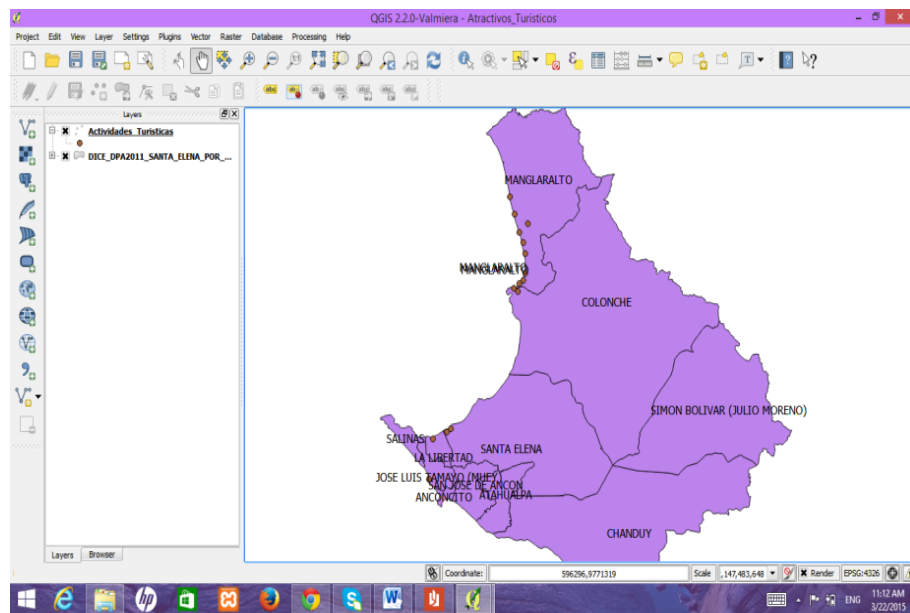 QGIS 2.2.0-Valmiera - Atractivos_Turisticos
Project Edit View Layer Settings Plugins Vector Raster Database Processing Help
Layers
Actividades_Turisticas
DICE_DPA2011_SANTA_ELENA_POR_...
MANGLARALTO
MANGLARALTO
COLONCHE
SIMON BOLIVAR (JULIO MORENO)
SALINAS
SANTA ELENA
LA LIBERTAD
JOSE LUIS TAMAYO (MUEY)
SAN JOSE DE ANCON
ANCONCITO
ATAHUALPA
CHANDUY
Layers Browser
Coordinate: 596296,9771319 Scale ,147,483,648 Render EPSG:4326
ENG 11:12 AM